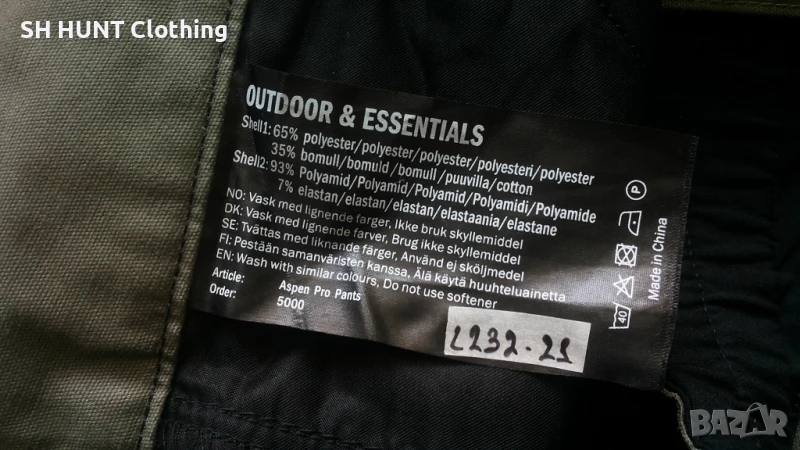 SH HUNT Clothing
OUTDOOR & ESSENTIALS
Shell1: 65% polyester/polyester/polyester/polyesteri/polyester
35% bomull/bomuld/bomull/puuvilla/cotton
Shell2: 93% Polyamid/Polyamid/Polyamid/Polyamidi/Polyamide
7% elastan/elastan/elastan/elastaania/elastane
NO: Vask med lignende farger, Ikke bruk skyllemiddel
DK: Vask med lignende farver, Brug ikke skyllemiddel
SE: Tvättas med liknande färger, Använd ej sköljmedel
FI: Pestään samanväristen kanssa, Älä käytä huuhteluainetta
EN: Wash with similar colours, Do not use softener
Article: Aspen Pro Pants
Order: 5000
L232-21
40
P
Made in China
BAZAR